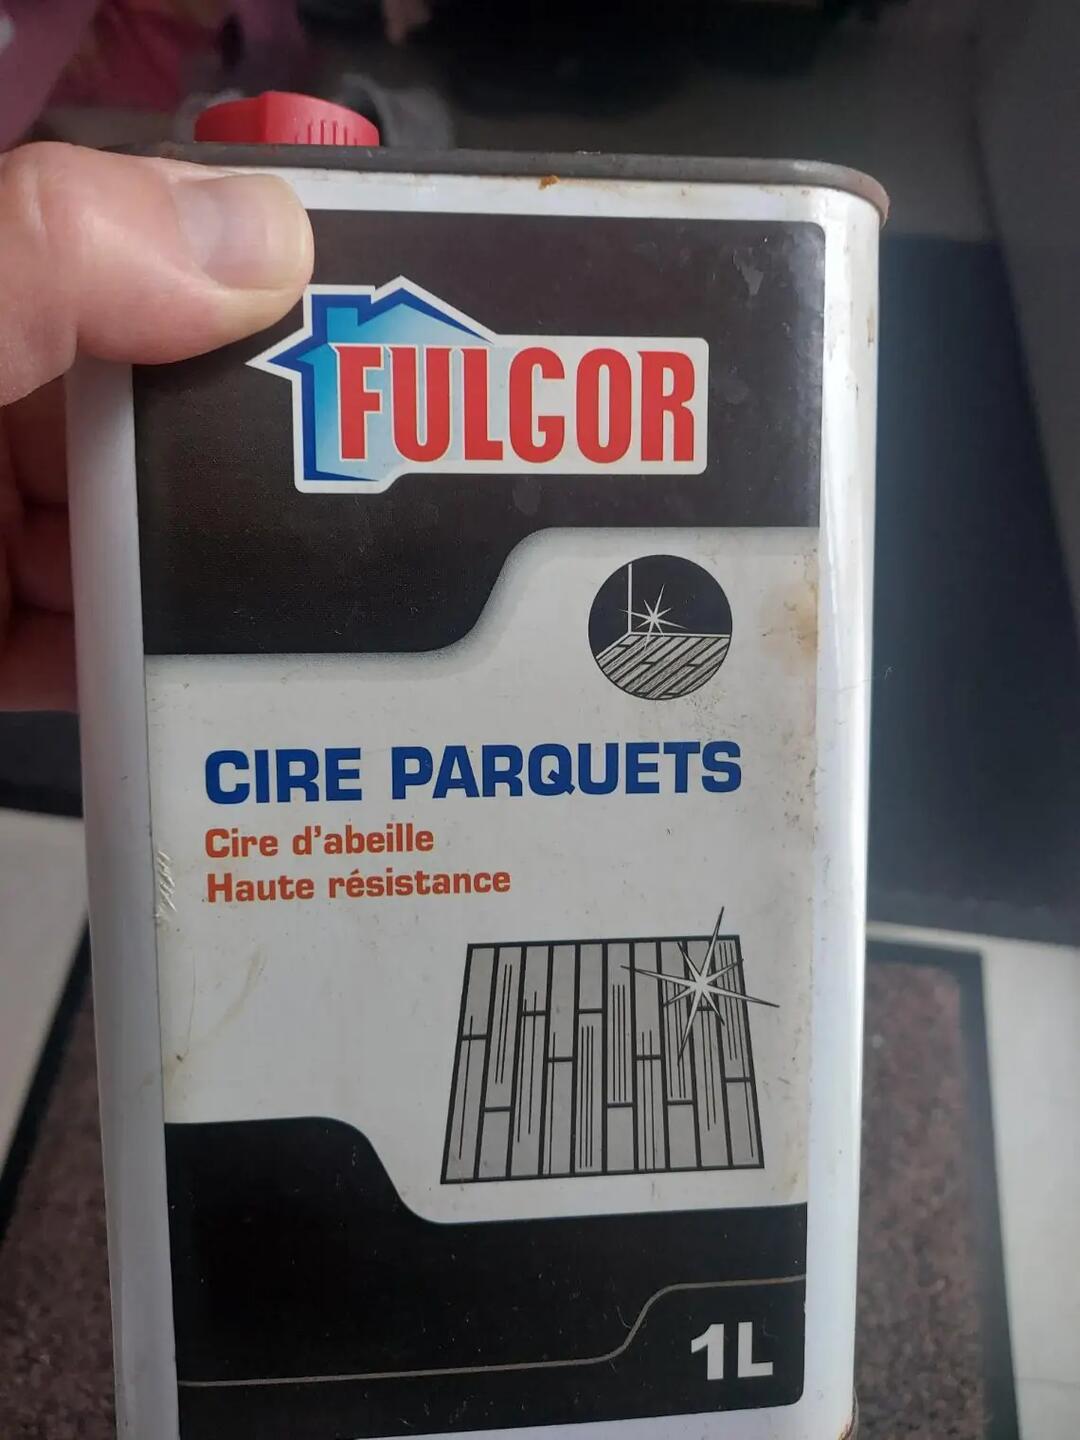 FULGOR
CIRE PARQUETS
Cire d'abeille
Haute résistance
1L